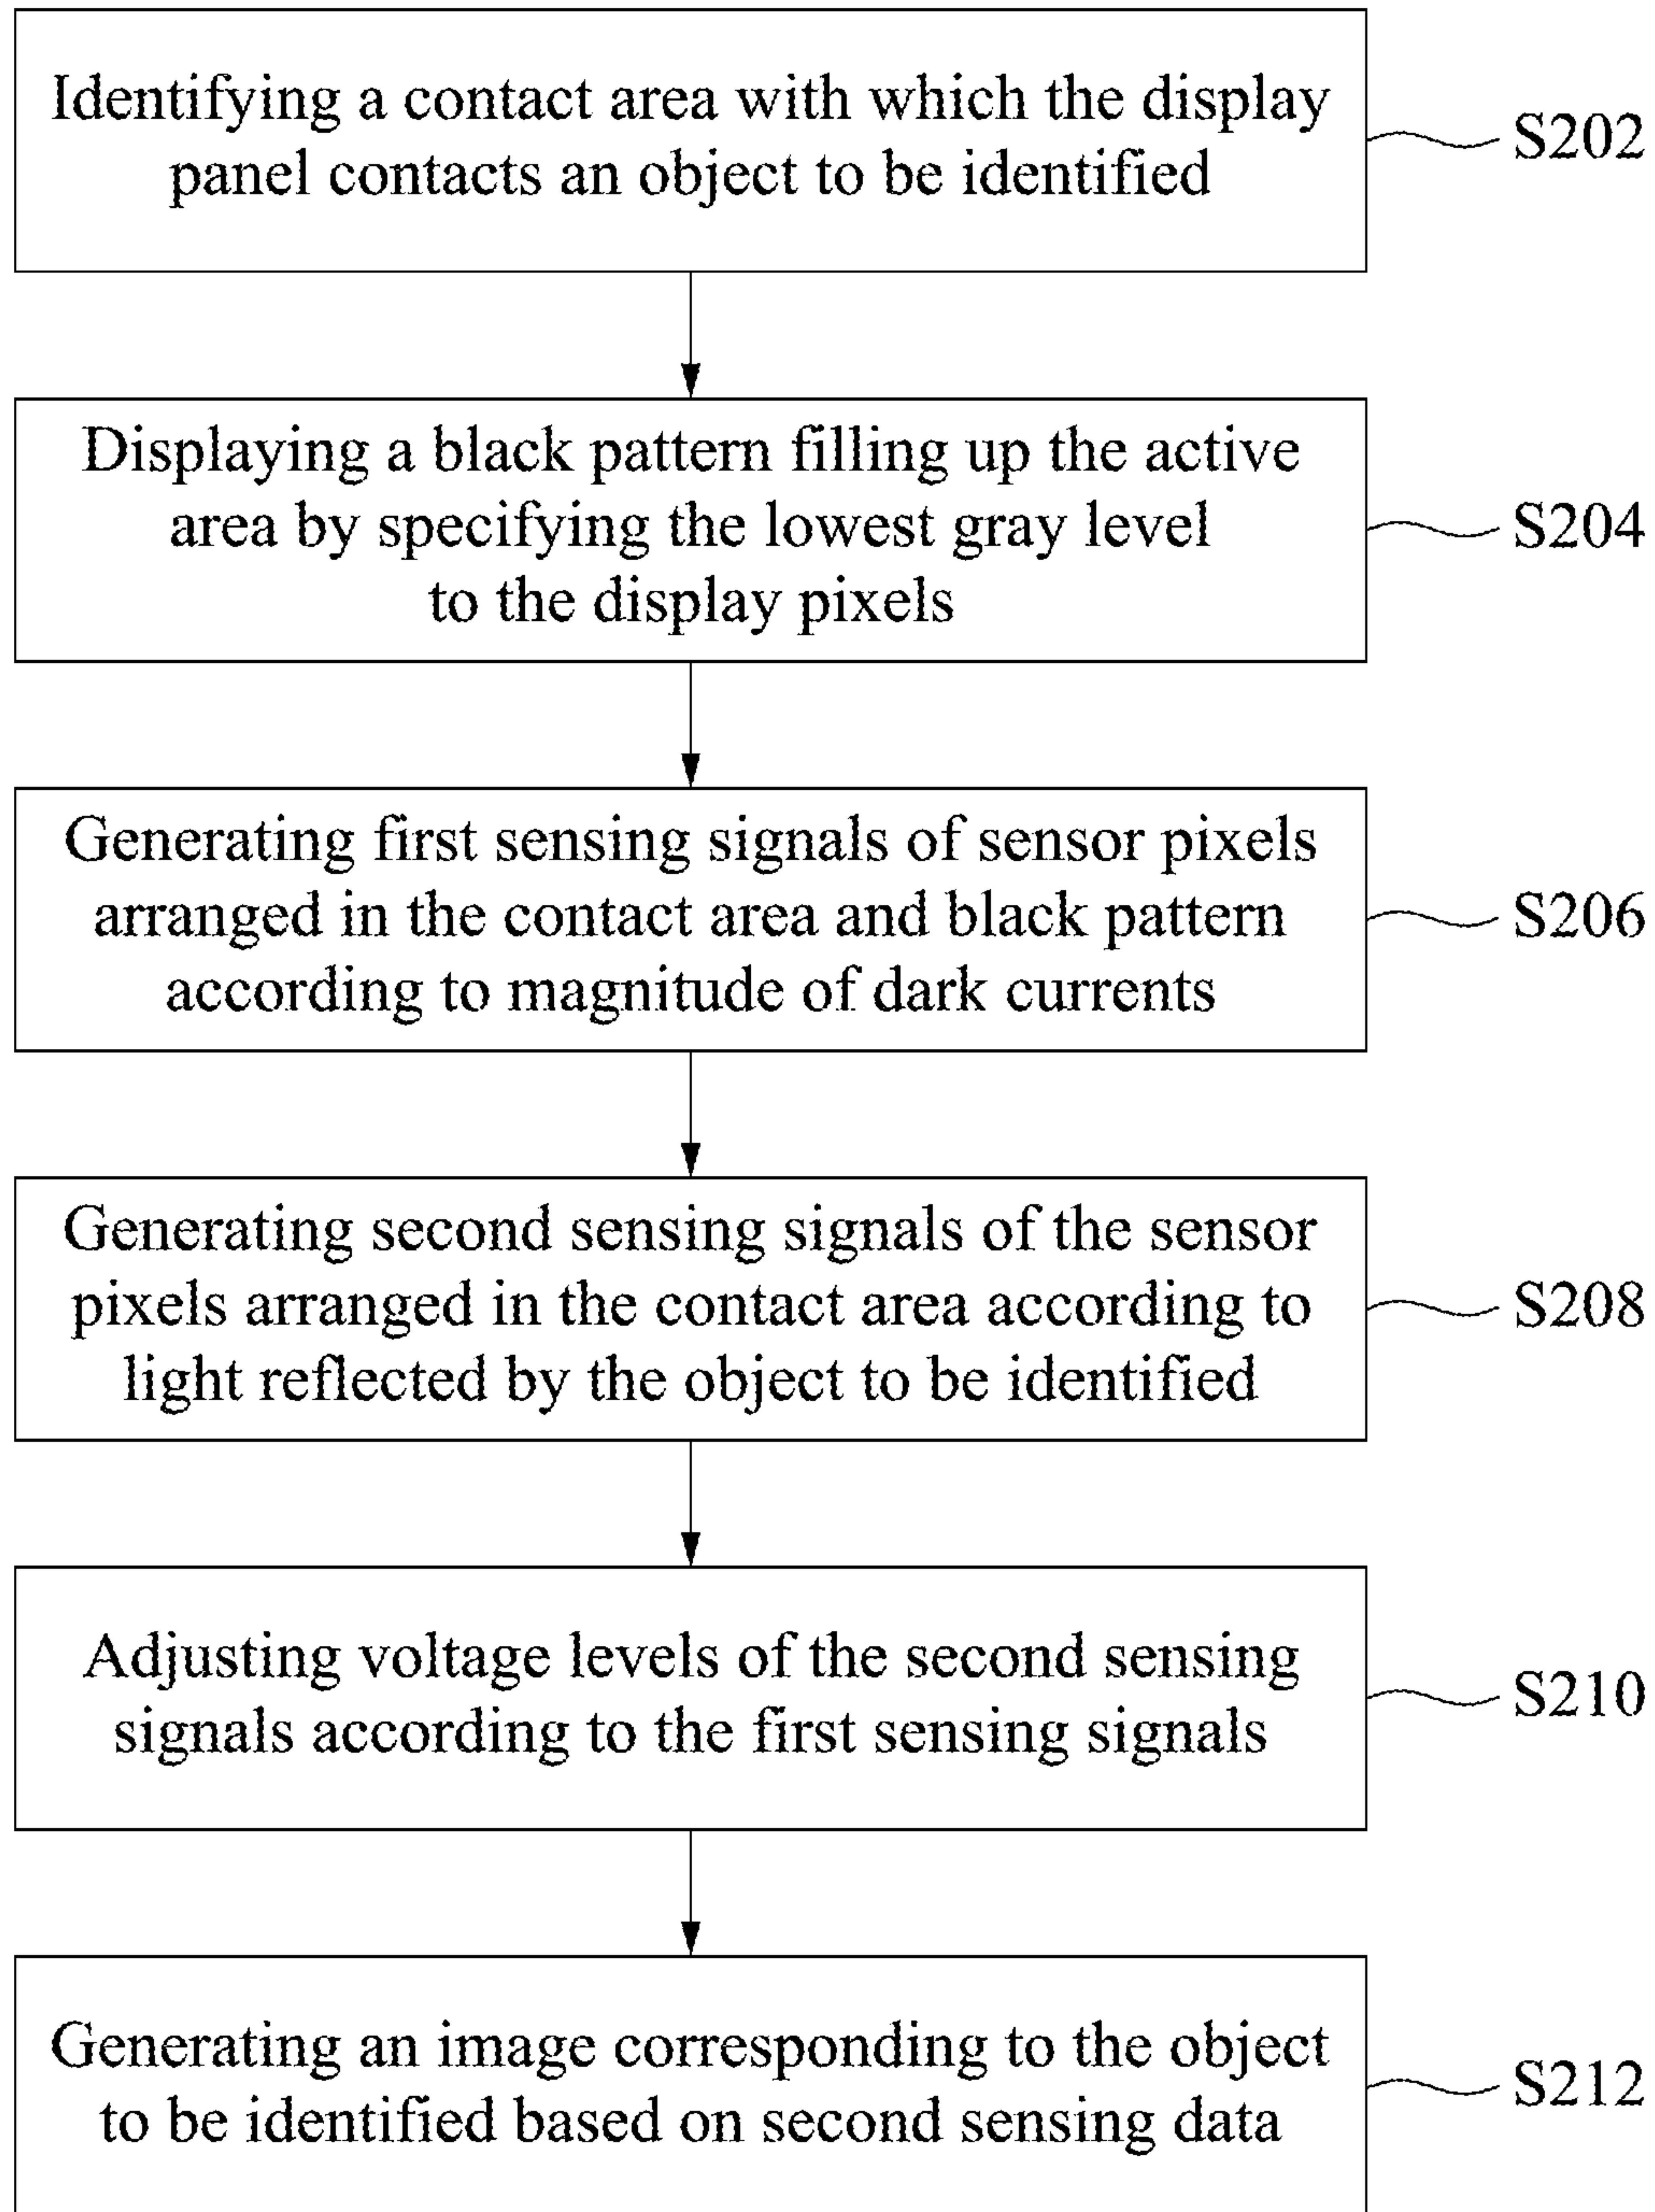 Identifying a contact area with which the display
panel contacts an object to be identified
S202
Displaying a black pattern filling up the active
area by specifying the lowest gray level
to the display pixels
S204
Generating first sensing signals of sensor pixels
arranged in the contact area and black pattern
according to magnitude of dark currents
S206
Generating second sensing signals of the sensor
pixels arranged in the contact area according to
light reflected by the object to be identified
S208
Adjusting voltage levels of the second sensing
signals according to the first sensing signals
S210
Generating an image corresponding to the object
to be identified based on second sensing data
S212